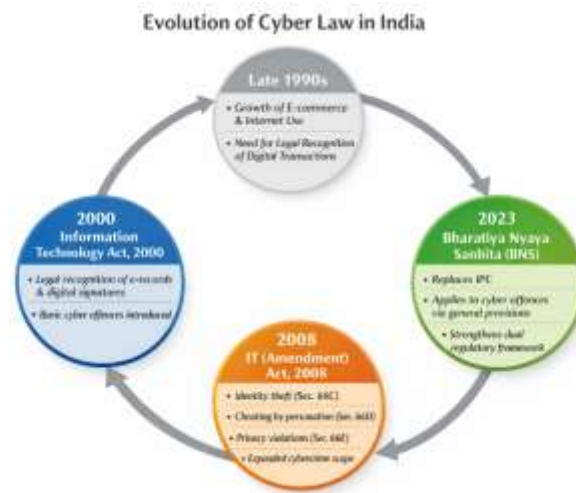 Evolution of Cyber Law in India
Late 1990s
• Growth of E-commerce
& Internet Use
• Need for Legal Recognition
of Digital Transactions
2023
Bharatiya Nyaya
Sanhita (BNS)
• Replaces IPC
• Applies to cyber offences
via general provisions
• Strengthens dual
regulatory framework
2008
IT (Amendment)
Act, 2008
• Identity theft (Sec. 66C)
• Cheating by personation (Sec. 66D)
• Privacy violations (Sec. 66E)
• Expanded cybercrime scope
2000
Information
Technology Act, 2000
• Legal recognition of e-records
& digital signatures
• Basic cyber offences introduced